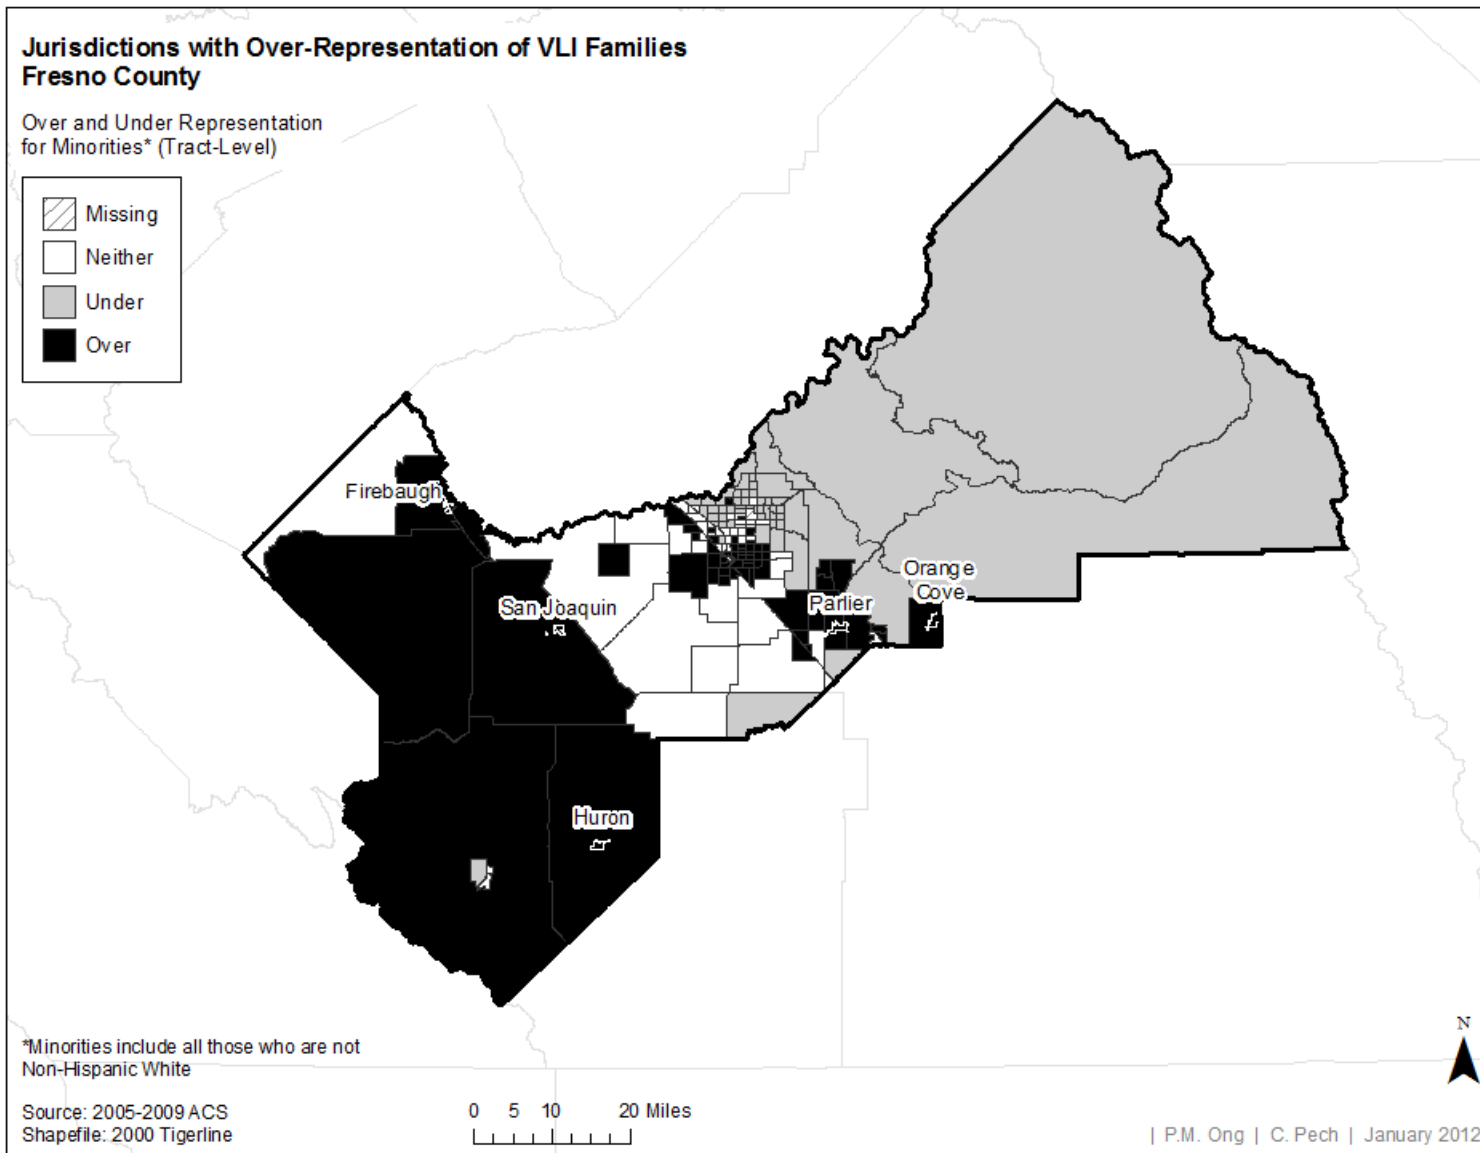 Jurisdictions with Over-Representation of VLI Families
Fresno County
Over and Under Representation
for Minorities* (Tract-Level)
Missing
Neither
Under
Over
Firebaugh
San Joaquin
Parlier
Orange
Cove
Huron
*Minorities include all those who are not
Non-Hispanic White
Source: 2005-2009 ACS
Shapefile: 2000 Tigerline
0 5 10 20 Miles
N
| P.M. Ong | C. Pech | January 2012